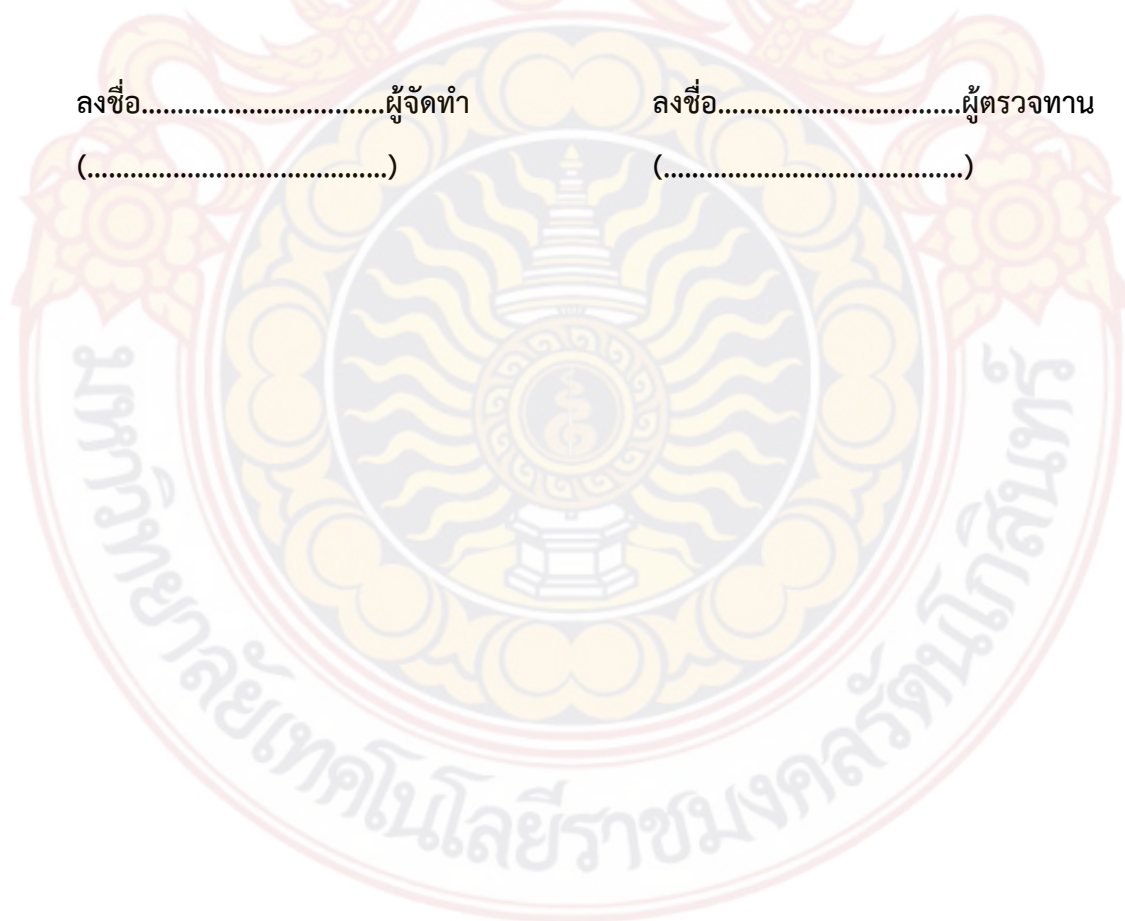 ลงชื่อ..................................ผู้จัดทำ ลงชื่อ..................................ผู้ตรวจทาน
(..........................................) (..........................................)
มหาวิทยาลัยเทคโนโลยีราชมงคลรัตนโกสินทร์